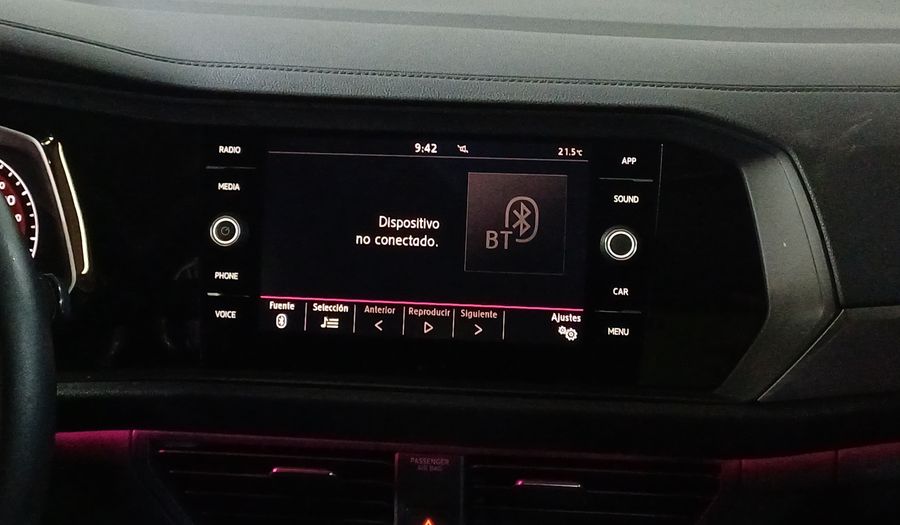 RADIO
MEDIA
PHONE
VOICE
9:42
21.5°C
Dispositivo
no conectado.
BT
Fuente
Selección
Anterior
Reproducir
Siguiente
Ajustes
APP
SOUND
CAR
MENU
PASSENGER
AIR BAG